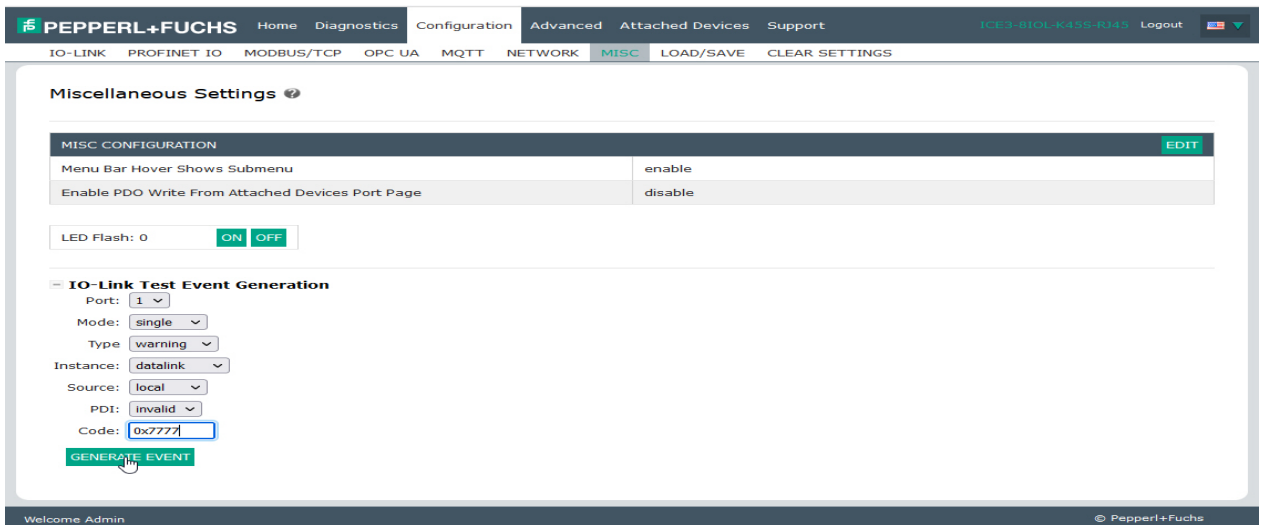 PEPPERL+FUCHS Home Diagnostics Configuration Advanced Attached Devices Support ICE3-8IOL-K45S-RJ45 Logout
IO-LINK PROFINET IO MODBUS/TCP OPC UA MQTT NETWORK MISC LOAD/SAVE CLEAR SETTINGS
Miscellaneous Settings ?
MISC CONFIGURATION EDIT
Menu Bar Hover Shows Submenu enable
Enable PDO Write From Attached Devices Port Page disable
LED Flash: 0 ON OFF
IO-Link Test Event Generation
Port: 1
Mode: single
Type warning
Instance: datalink
Source: local
PDI: invalid
Code: 0x7777
GENERATE EVENT
Welcome Admin © Pepperl+Fuchs